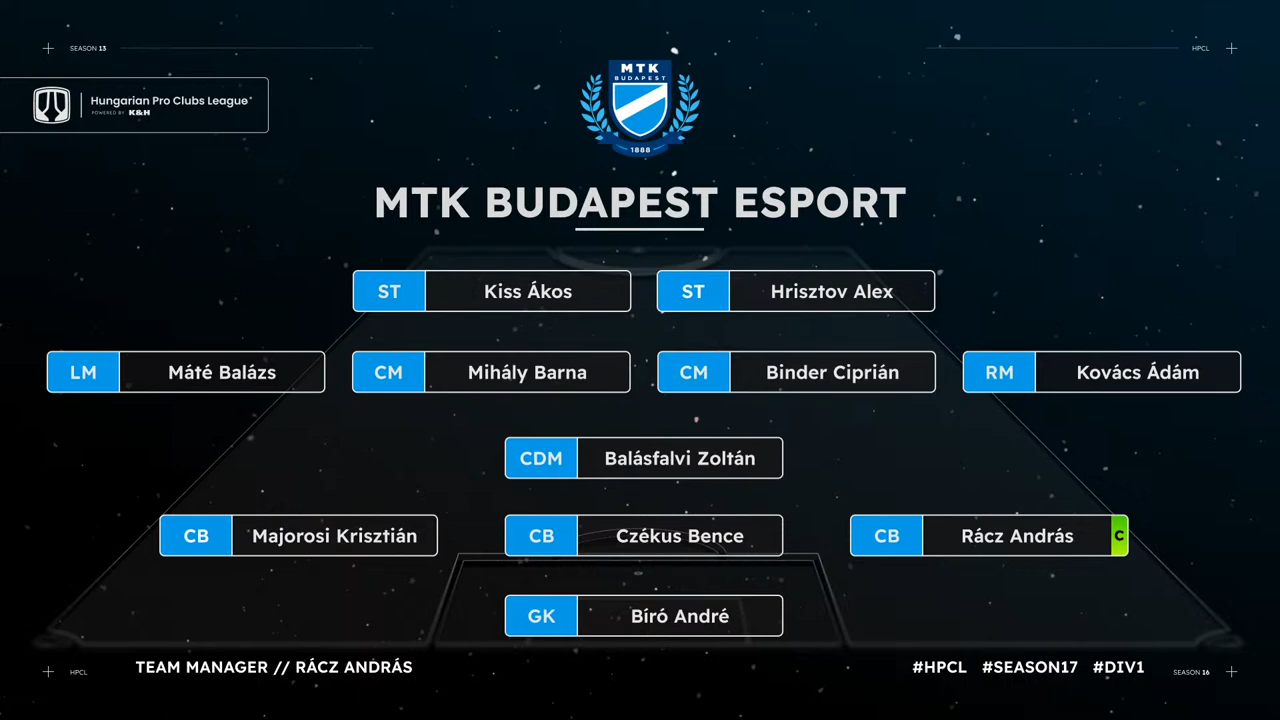 SEASON 13
HPCL
MTK
BUDAPEST
1888
Hungarian Pro Clubs League
POWERED BY K&H
MTK BUDAPEST ESPORT
ST Kiss Ákos
ST Hrisztov Alex
LM Máté Balázs
CM Mihály Barna
CM Binder Ciprián
RM Kovács Ádám
CDM Balásfalvi Zoltán
CB Majorosi Krisztián
CB Czékus Bence
CB Rácz András C
GK Bíró André
HPCL
TEAM MANAGER // RÁCZ ANDRÁS
#HPCL #SEASON17 #DIV1
SEASON 16